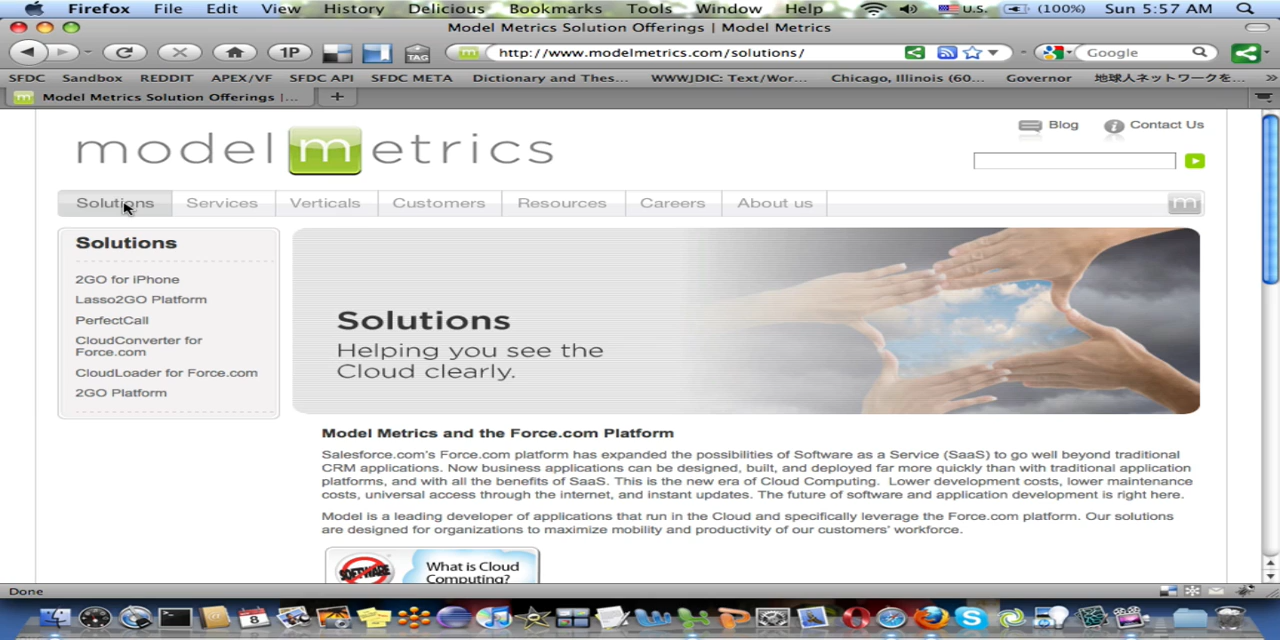 Firefox File Edit View History Delicious Bookmarks Tools Window Help U.S. (100%) Sun 5:57 AM
Model Metrics Solution Offerings | Model Metrics
1P TAG m http://www.modelmetrics.com/solutions/ Google
SFDC Sandbox REDDIT APEX/VF SFDC API SFDC META Dictionary and Thes... WWWJDIC: Text/Wor... Chicago, Illinois (60... Governor 地球人ネットワークを... »
m Model Metrics Solution Offerings |... +
Blog Contact Us
model metrics
Solutions Services Verticals Customers Resources Careers About us m
Solutions
2GO for iPhone
Lasso2GO Platform
PerfectCall
CloudConverter for
Force.com
CloudLoader for Force.com
2GO Platform
Solutions
Helping you see the
Cloud clearly.
Model Metrics and the Force.com Platform
Salesforce.com's Force.com platform has expanded the possibilities of Software as a Service (SaaS) to go well beyond traditional
CRM applications. Now business applications can be designed, built, and deployed far more quickly than with traditional application
platforms, and with all the benefits of SaaS. This is the new era of Cloud Computing. Lower development costs, lower maintenance
costs, universal access through the internet, and instant updates. The future of software and application development is right here.
Model is a leading developer of applications that run in the Cloud and specifically leverage the Force.com platform. Our solutions
are designed for organizations to maximize mobility and productivity of our customers' workforce.
SOFTWARE What is Cloud
Computing?
Done
8